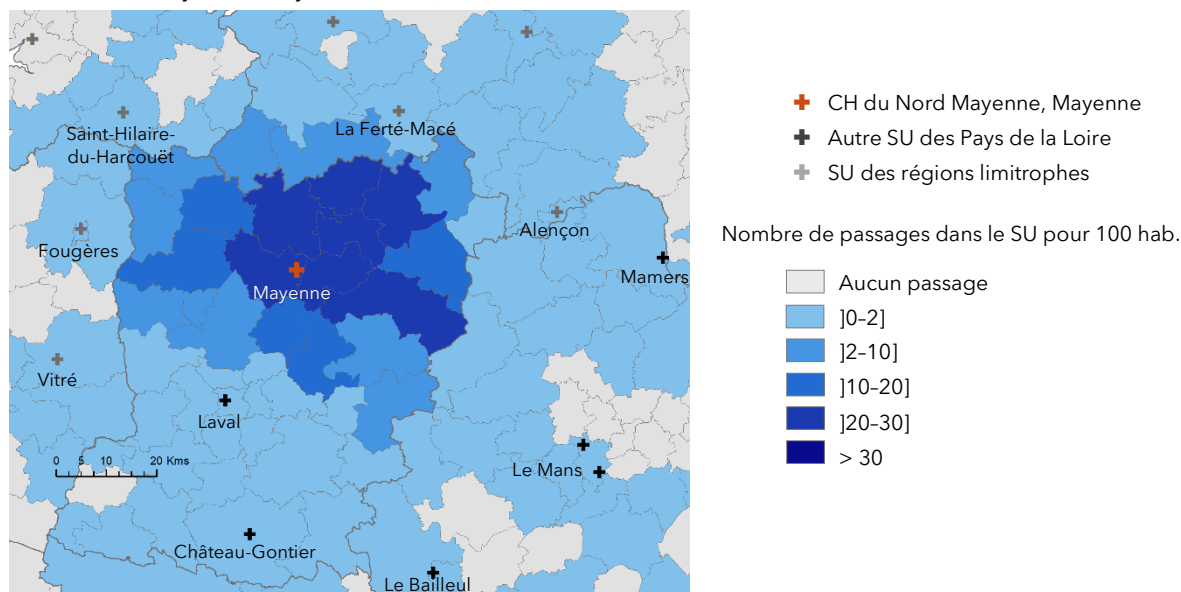 Saint-Hilaire-
du-Harcouët
La Ferté-Macé
Fougères
Alençon
Mamers
Mayenne
Vitré
Laval
0 5 10 20 Kms
Le Mans
Château-Gontier
Le Bailleul
CH du Nord Mayenne, Mayenne
Autre SU des Pays de la Loire
SU des régions limitrophes
Nombre de passages dans le SU pour 100 hab.
Aucun passage
]0-2]
]2-10]
]10-20]
]20-30]
> 30